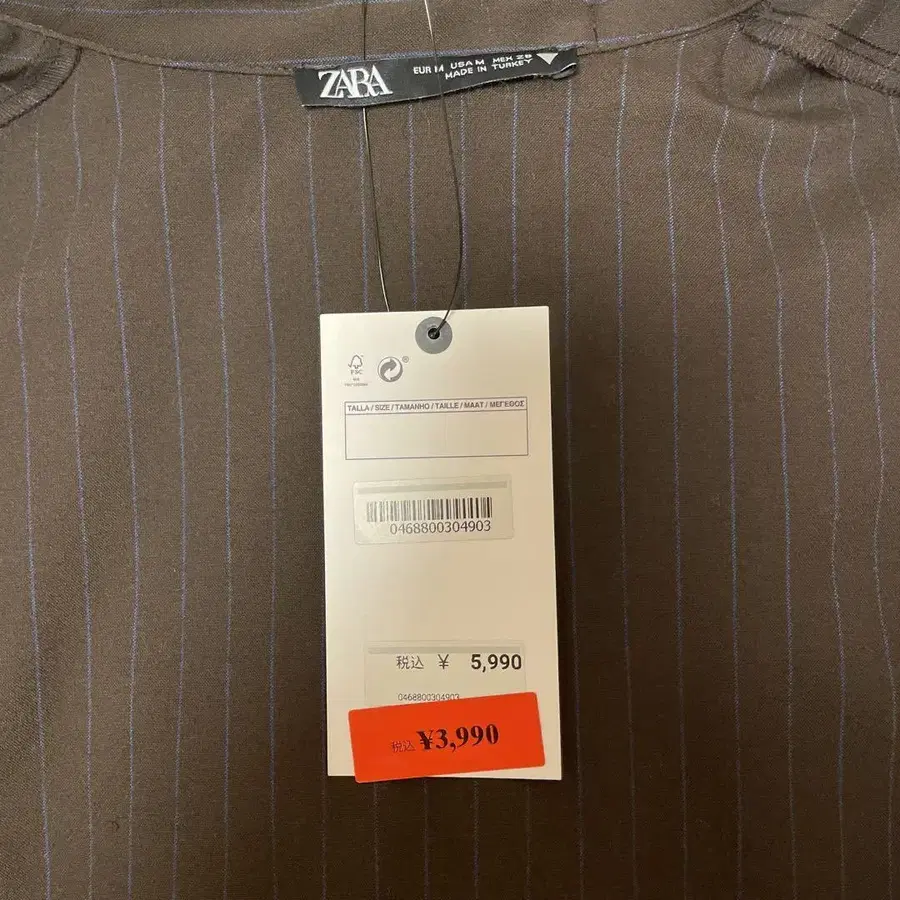 ZARA
EUR M USA M MEX 28
MADE IN TURKEY
FSC
TALLA / SIZE / TAMANHO / TAILLE / MAAT / ΜΕΓΕΘΟΣ
0468800304903
税込 ¥ 5,990
0468800304903
税込 ¥3,990